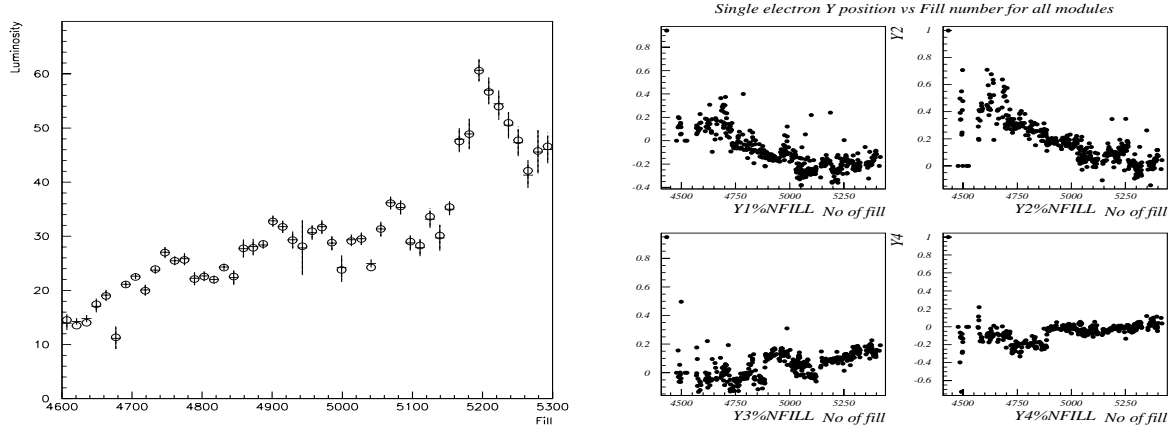 Luminosity
60
50
40
30
20
10
0
4600 4700 4800 4900 5000 5100 5200 5300
Fill
Single electron Y position vs Fill number for all modules
0.8
0.6
0.4
0.2
0
-0.2
-0.4
4500 4750 5000 5250
Y1%NFILL No of fill
Y2
1
0.8
0.6
0.4
0.2
0
4500 4750 5000 5250
Y2%NFILL No of fill
0.8
0.6
0.4
0.2
0
4500 4750 5000 5250
Y3%NFILL No of fill
Y4
1
0.8
0.6
0.4
0.2
0
-0.2
-0.4
-0.6
4500 4750 5000 5250
Y4%NFILL No of fill